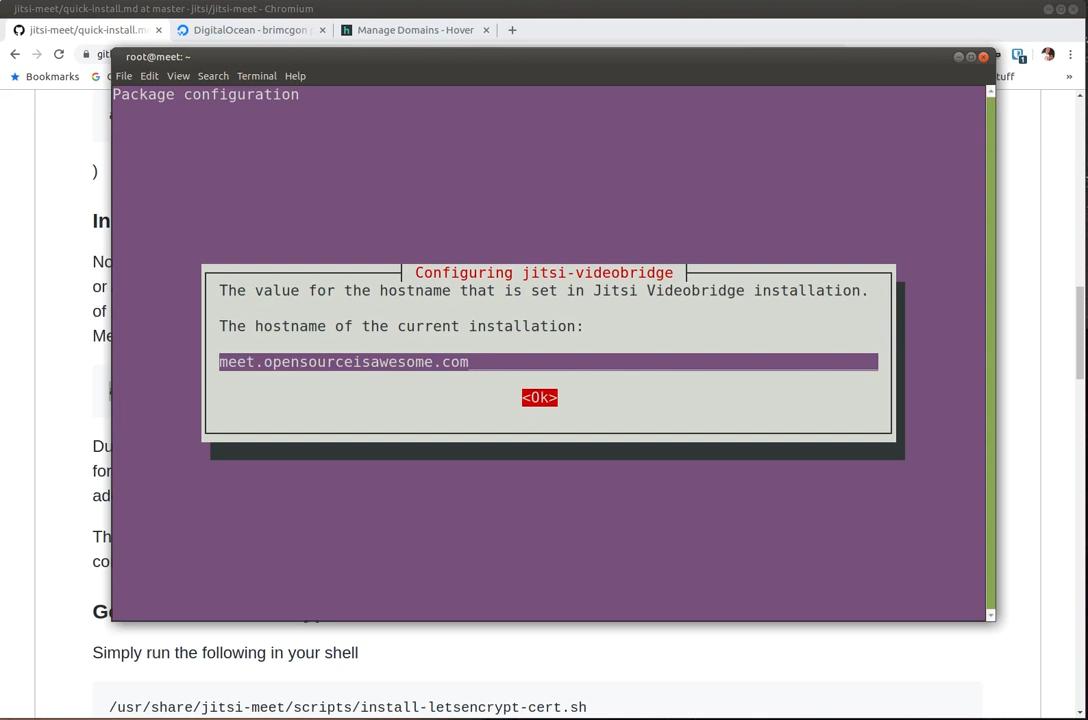 jitsi-meet/quick-install.md at master · jitsi/jitsi-meet - Chromium
jitsi-meet/quick-install.m
DigitalOcean - brimcgon
Manage Domains - Hover
root@meet: ~
Bookmarks
File Edit View Search Terminal Help
Package configuration
)
In
No
or
of
Me
Configuring jitsi-videobridge
The value for the hostname that is set in Jitsi Videobridge installation.
The hostname of the current installation:
meet.opensourceisawesome.com
<Ok>
Du
for
ad
Th
co
Simply run the following in your shell
/usr/share/jitsi-meet/scripts/install-letsencrypt-cert.sh